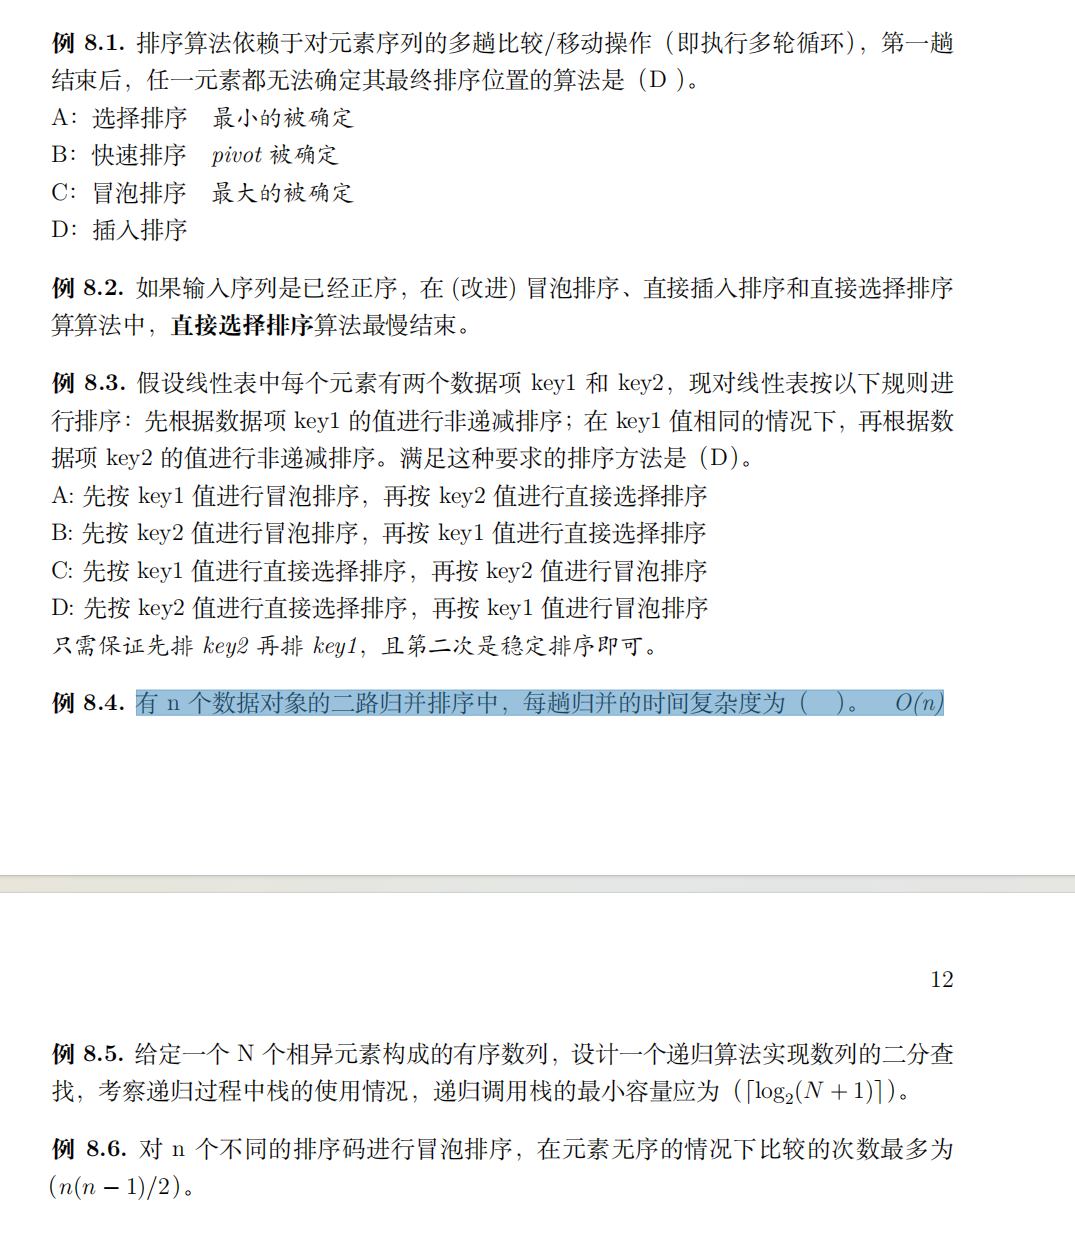 例 8.1. 排序算法依赖于对元素序列的多趟比较/移动操作（即执行多轮循环），第一趟
结束后，任一元素都无法确定其最终排序位置的算法是（D ）。
A：选择排序 最小的被确定
B：快速排序 pivot 被确定
C：冒泡排序 最大的被确定
D：插入排序
例 8.2. 如果输入序列是已经正序，在 (改进) 冒泡排序、直接插入排序和直接选择排序
算算法中，直接选择排序算法最慢结束。
例 8.3. 假设线性表中每个元素有两个数据项 key1 和 key2，现对线性表按以下规则进
行排序：先根据数据项 key1 的值进行非递减排序；在 key1 值相同的情况下，再根据数
据项 key2 的值进行非递减排序。满足这种要求的排序方法是（D）。
A: 先按 key1 值进行冒泡排序，再按 key2 值进行直接选择排序
B: 先按 key2 值进行冒泡排序，再按 key1 值进行直接选择排序
C: 先按 key1 值进行直接选择排序，再按 key2 值进行冒泡排序
D: 先按 key2 值进行直接选择排序，再按 key1 值进行冒泡排序
只需保证先排 key2 再排 key1，且第二次是稳定排序即可。
例 8.4. 有 n 个数据对象的二路归并排序中，每趟归并的时间复杂度为（ ）。 O(n)
12
例 8.5. 给定一个 N 个相异元素构成的有序数列，设计一个递归算法实现数列的二分查
找，考察递归过程中栈的使用情况，递归调用栈的最小容量应为（⌈log₂(N + 1)⌉）。
例 8.6. 对 n 个不同的排序码进行冒泡排序，在元素无序的情况下比较的次数最多为
（n(n − 1)/2）。